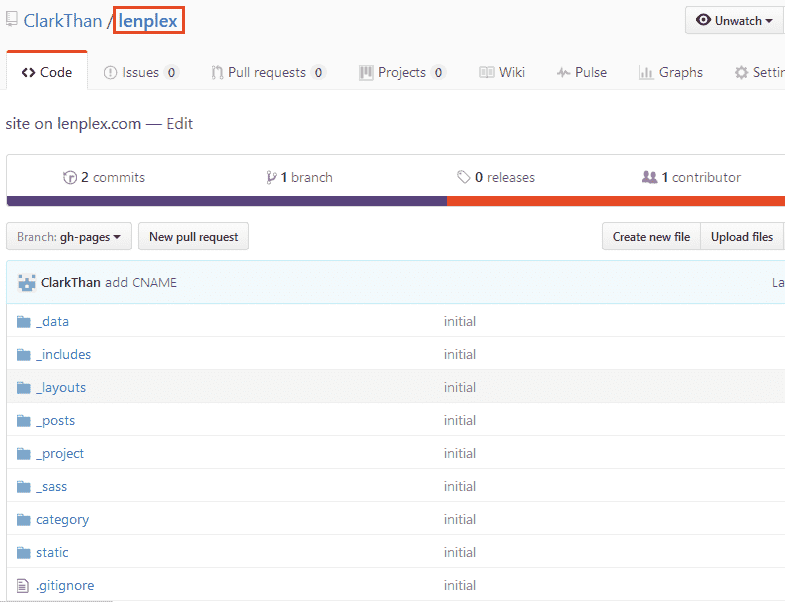 ClarkThan / lenplex
Unwatch
Code Issues 0 Pull requests 0 Projects 0 Wiki Pulse Graphs
site on lenplex.com — Edit
2 commits 1 branch 0 releases 1 contributor
Branch: gh-pages New pull request Create new file Upload files
ClarkThan add CNAME La
_data initial
_includes initial
_layouts initial
_posts initial
_project initial
_sass initial
category initial
static initial
.gitignore initial